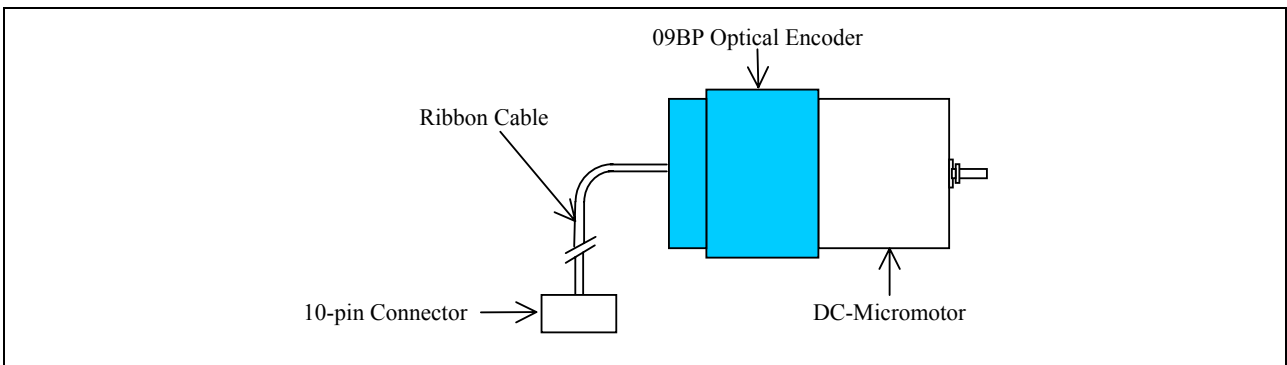 09BP Optical Encoder
Ribbon Cable
10-pin Connector
DC-Micromotor